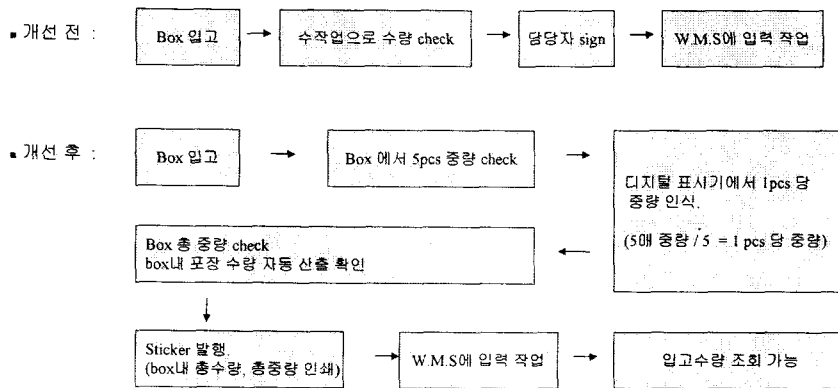 ▪ 개선 전 :
Box 입고 → 수작업으로 수량 check → 담당자 sign → W.M.S에 입력 작업
▪ 개선 후 :
Box 입고 → Box 에서 5pcs 중량 check →
디지털 표시기에서 1pcs 당
중량 인식.
(5매 중량 / 5 = 1 pcs 당 중량)
←
Box 총 중량 check
box내 포장 수량 자동 산출 확인
↓
Sticker 발행
(box내 총수량, 총중량 인쇄)
→ W.M.S에 입력 작업 → 입고수량 조회 가능